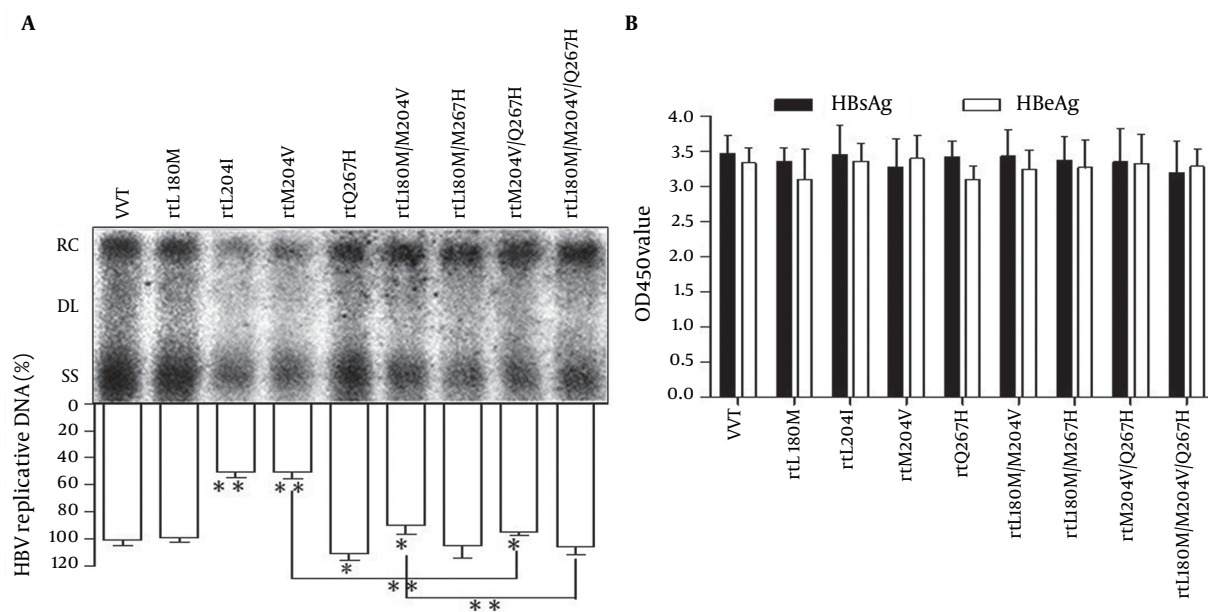 A
VVT
rtL180M
rtL204I
rtM204V
rtQ267H
rtL180M/M204V
rtL180M/M267H
rtM204V/Q267H
rtL180M/M204V/Q267H
RC
DL
SS
HBV replicative DNA (%)
0
20
40
60
80
100
120
* *
* *
*
*
*
* *
* *
B
HBsAg
HBeAg
OD450value
4.0
3.5
3.0
2.5
2.0
1.5
1.0
0.5
0.0
VVT
rtL180M
rtL204I
rtM204V
rtQ267H
rtL180M/M204V
rtL180M/M267H
rtM204V/Q267H
rtL180M/M204V/Q267H